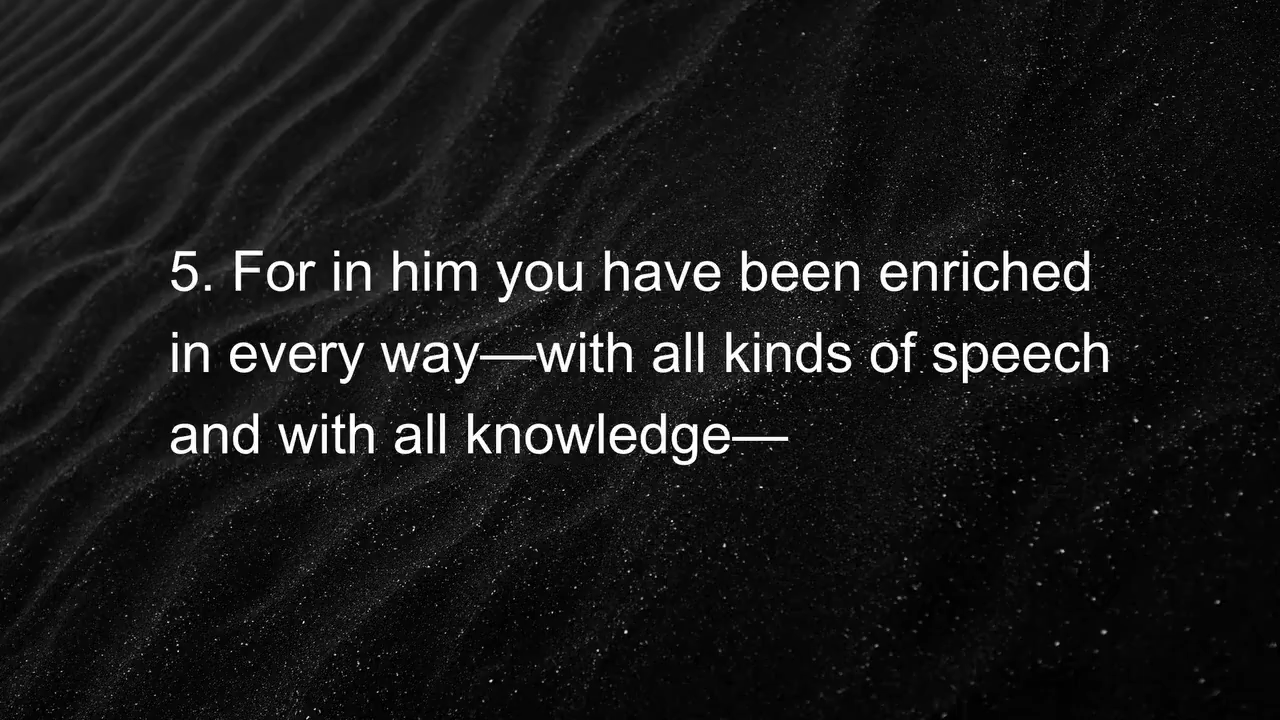 5. For in him you have been enriched
in every way—with all kinds of speech
and with all knowledge—